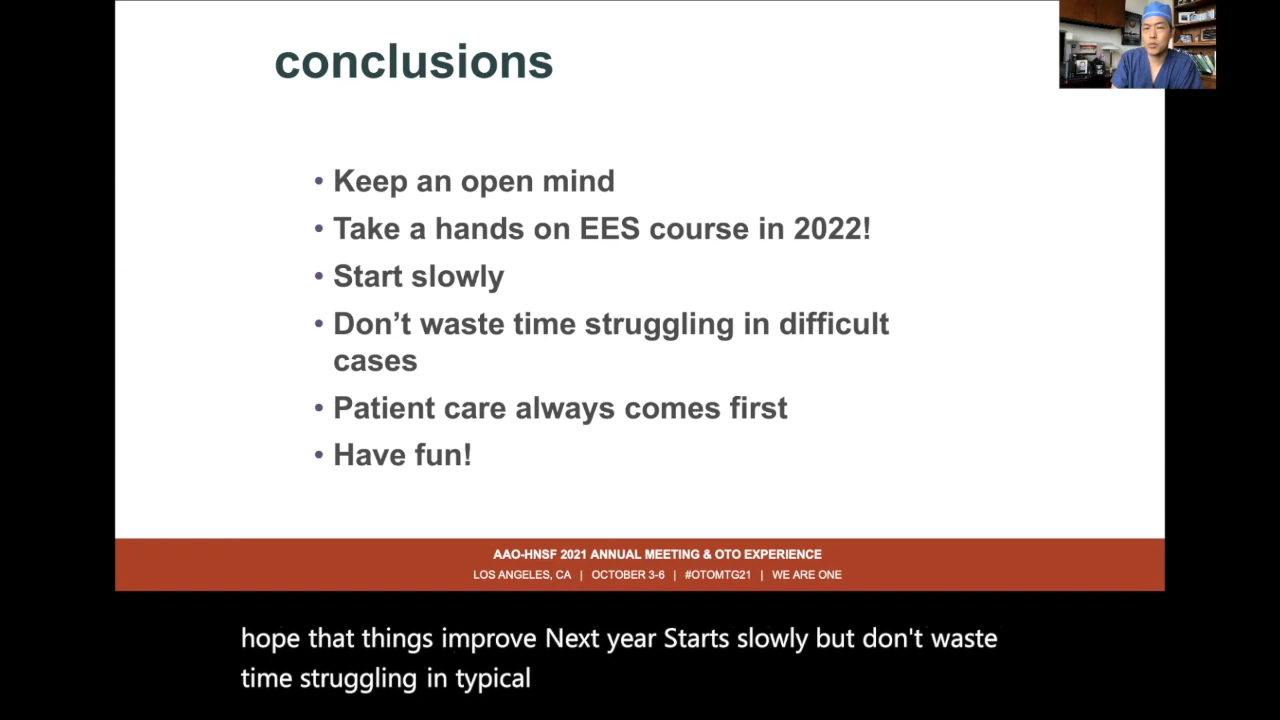 conclusions
• Keep an open mind
• Take a hands on EES course in 2022!
• Start slowly
• Don’t waste time struggling in difficult
cases
• Patient care always comes first
• Have fun!
AAO-HNSF 2021 ANNUAL MEETING & OTO EXPERIENCE
LOS ANGELES, CA | OCTOBER 3-6 | #OTOMTG21 | WE ARE ONE
hope that things improve Next year Starts slowly but don't waste
time struggling in typical